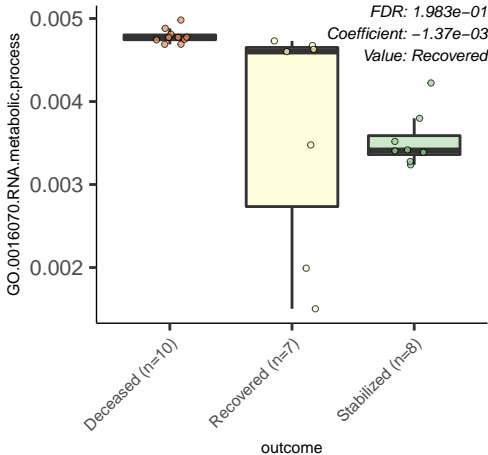 FDR: 1.983e−01
Coefficient: −1.37e−03
Value: Recovered
GO.0016070.RNA.metabolic.process
0.005
0.004
0.003
0.002
Deceased (n=10)
Recovered (n=7)
Stabilized (n=8)
outcome